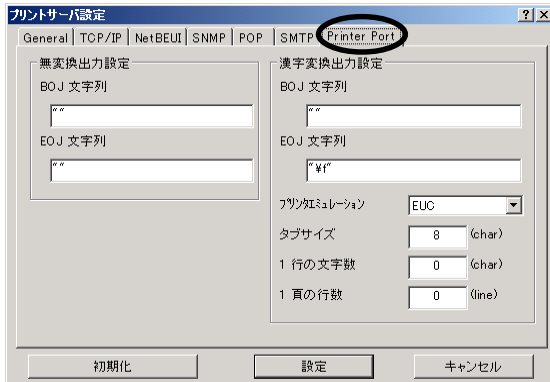 プリントサーバ設定
General TCP/IP NetBEUI SNMP POP SMTP Printer Port
無変換出力設定
BOJ 文字列
""
EOJ 文字列
""
漢字変換出力設定
BOJ 文字列
""
EOJ 文字列
"¥f"
プリンタエミュレーション EUC
タブサイズ 8 (char)
1 行の文字数 0 (char)
1 頁の行数 0 (line)
初期化 設定 キャンセル